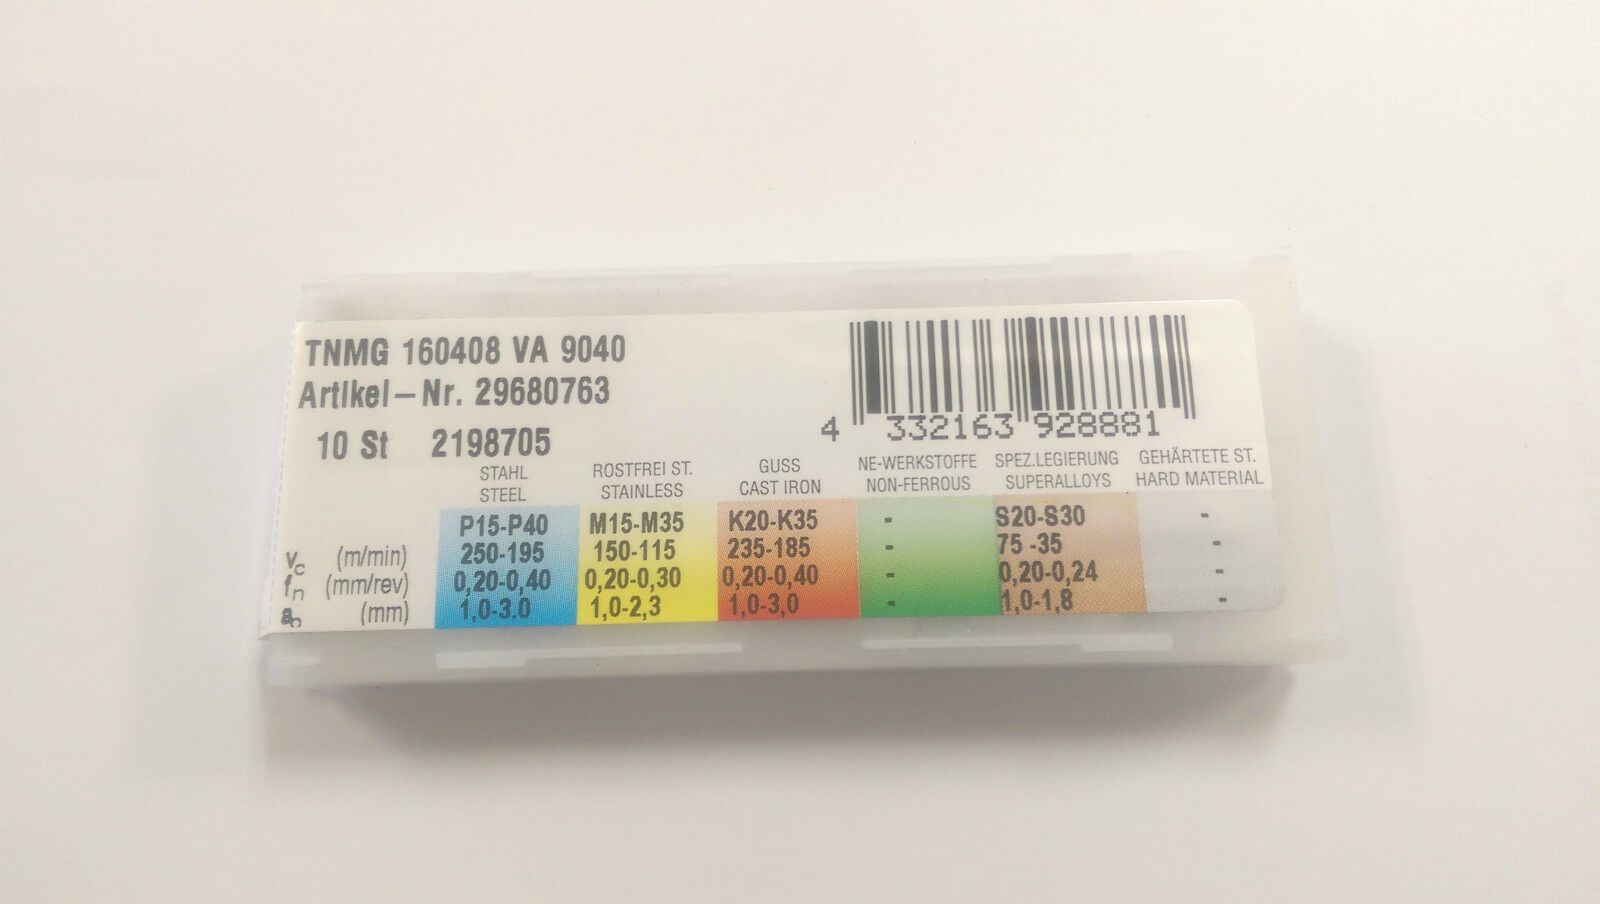 TNMG 160408 VA 9040
Artikel-Nr. 29680763
10 St 2198705
4 332163 928881
STAHL ROSTFREI ST. GUSS NE-WERKSTOFFE SPEZ.LEGIERUNG GEHÄRTETE ST.
STEEL STAINLESS CAST IRON NON-FERROUS SUPERALLOYS HARD MATERIAL
P15-P40 M15-M35 K20-K35 - S20-S30 -
vc (m/min) 250-195 150-115 235-185 - 75 -35 -
fn (mm/rev) 0,20-0,40 0,20-0,30 0,20-0,40 - 0,20-0,24 -
ap (mm) 1,0-3.0 1,0-2,3 1,0-3,0 - 1,0-1,8 -